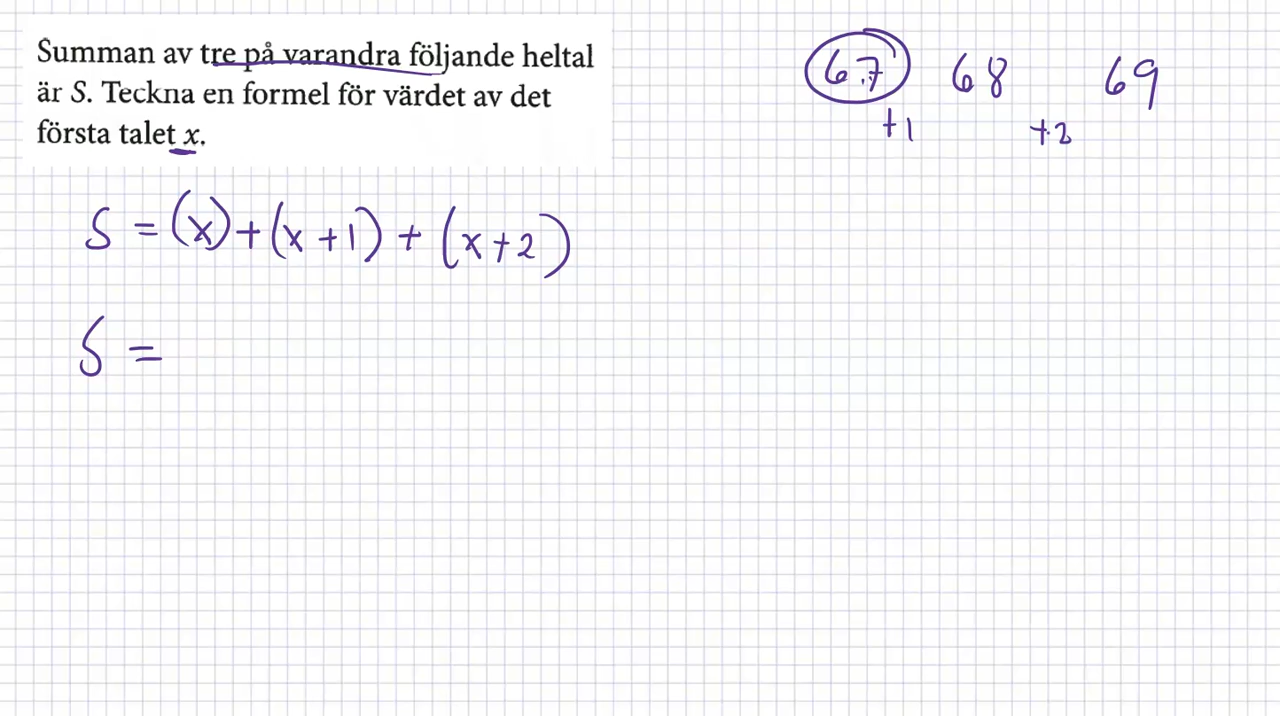 Summan av tre på varandra följande heltal
är S. Teckna en formel för värdet av det
första talet x.
67 68 69
+1 +2
S = (x) + (x + 1) + (x + 2)
S =